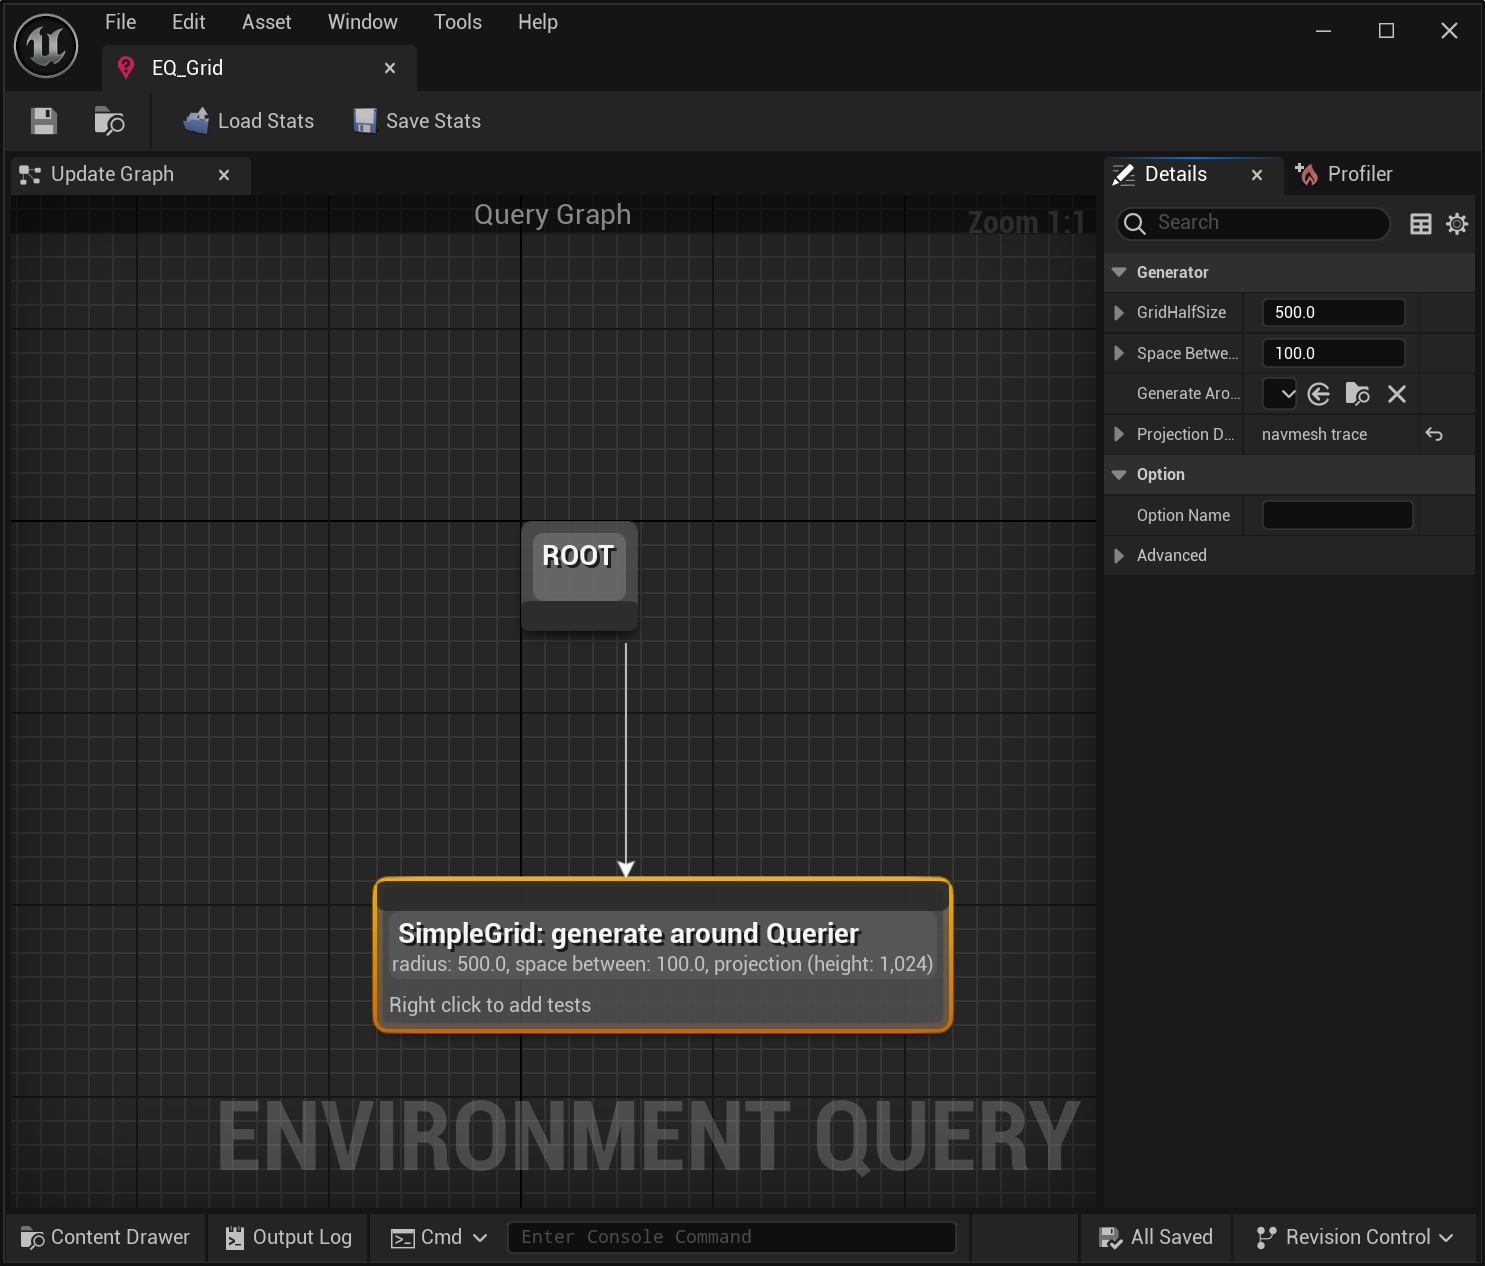 File Edit Asset Window Tools Help
EQ_Grid
Load Stats Save Stats
Update Graph
Query Graph
Zoom 1:1
ROOT
SimpleGrid: generate around Querier
radius: 500.0, space between: 100.0, projection (height: 1,024)
Right click to add tests
ENVIRONMENT QUERY
Details Profiler
Search
Generator
GridHalfSize 500.0
Space Betwe... 100.0
Generate Aro...
Projection D... navmesh trace
Option
Option Name
Advanced
Content Drawer Output Log Cmd Enter Console Command All Saved Revision Control